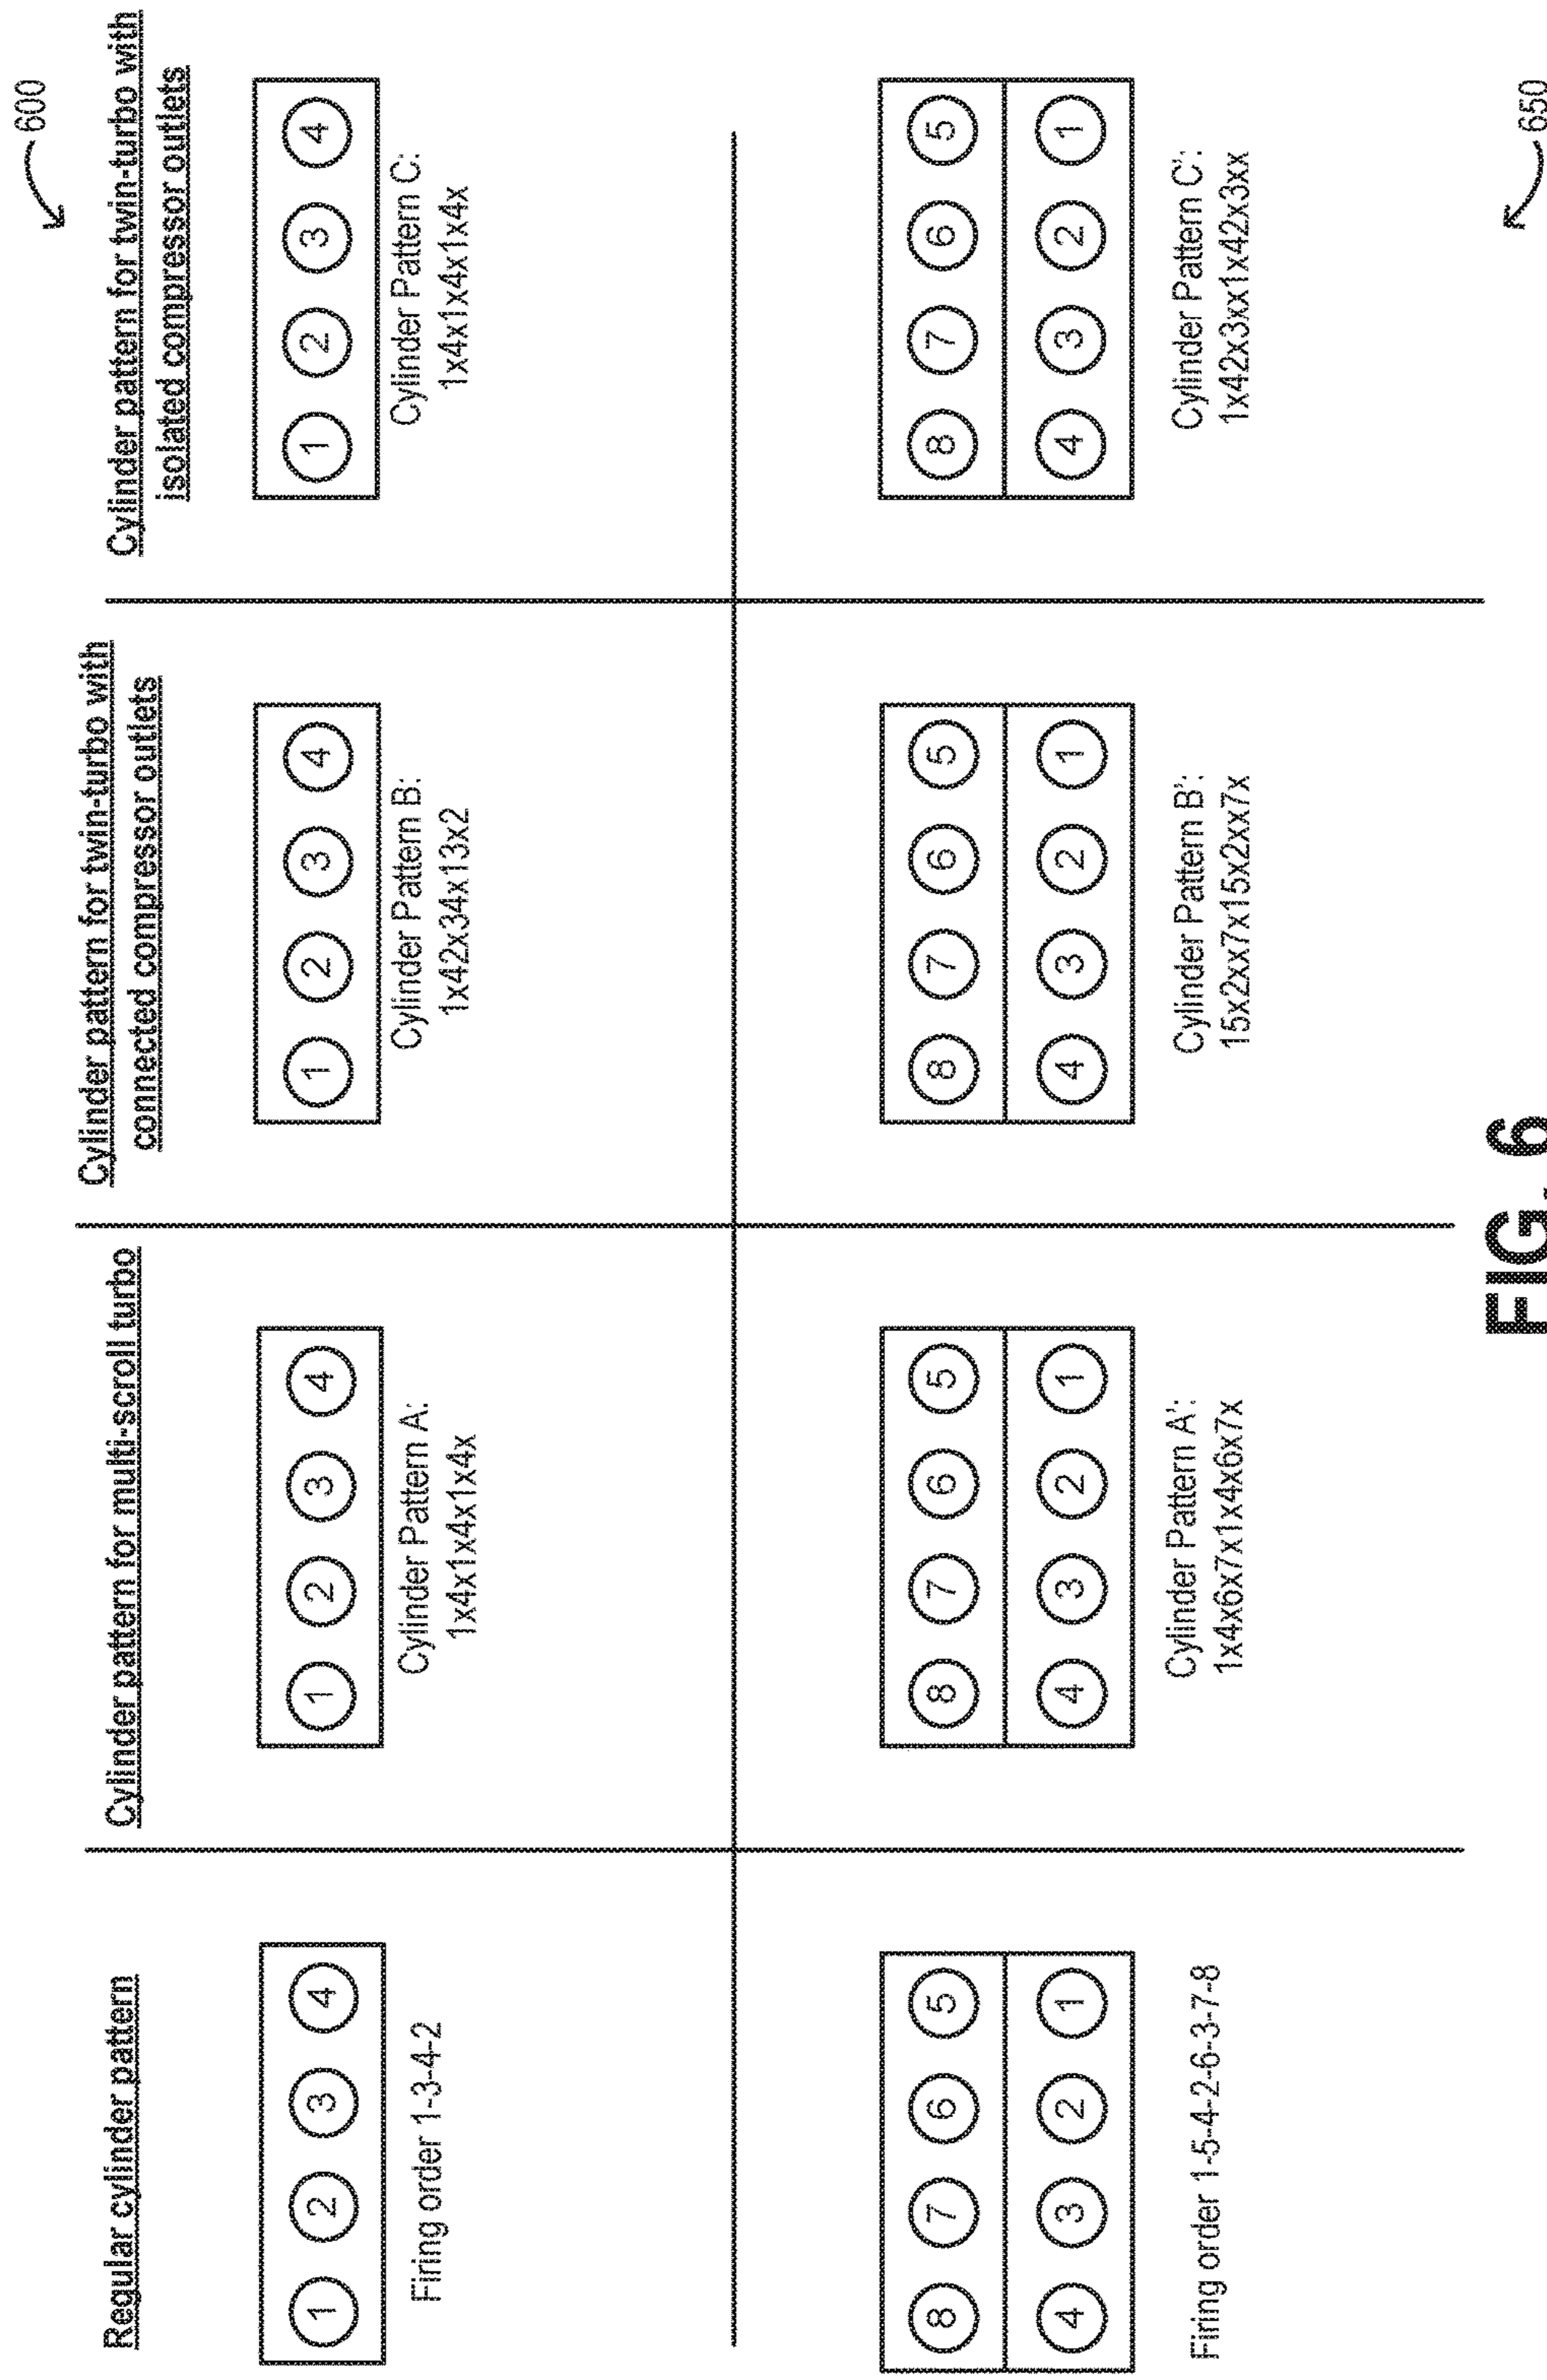 600
Regular cylinder pattern
1 2 3 4
Firing order 1-3-4-2
Cylinder pattern for multi-scroll turbo
1 2 3 4
Cylinder Pattern A:
1x4x1x4x1x4x
Cylinder pattern for twin-turbo with
connected compressor outlets
1 2 3 4
Cylinder Pattern B:
1x42x34x13x2
Cylinder pattern for twin-turbo with
isolated compressor outlets
1 2 3 4
Cylinder Pattern C:
1x4x1x4x1x4x
8 7 6 5
4 3 2 1
Firing order 1-5-4-2-6-3-7-8
8 7 6 5
4 3 2 1
Cylinder Pattern A':
1x4x6x7x1x4x6x7x
8 7 6 5
4 3 2 1
Cylinder Pattern B':
15x2xx7x15x2xx7x
8 7 6 5
4 3 2 1
Cylinder Pattern C':
1x42x3xx1x42x3xx
FIG. 6
650